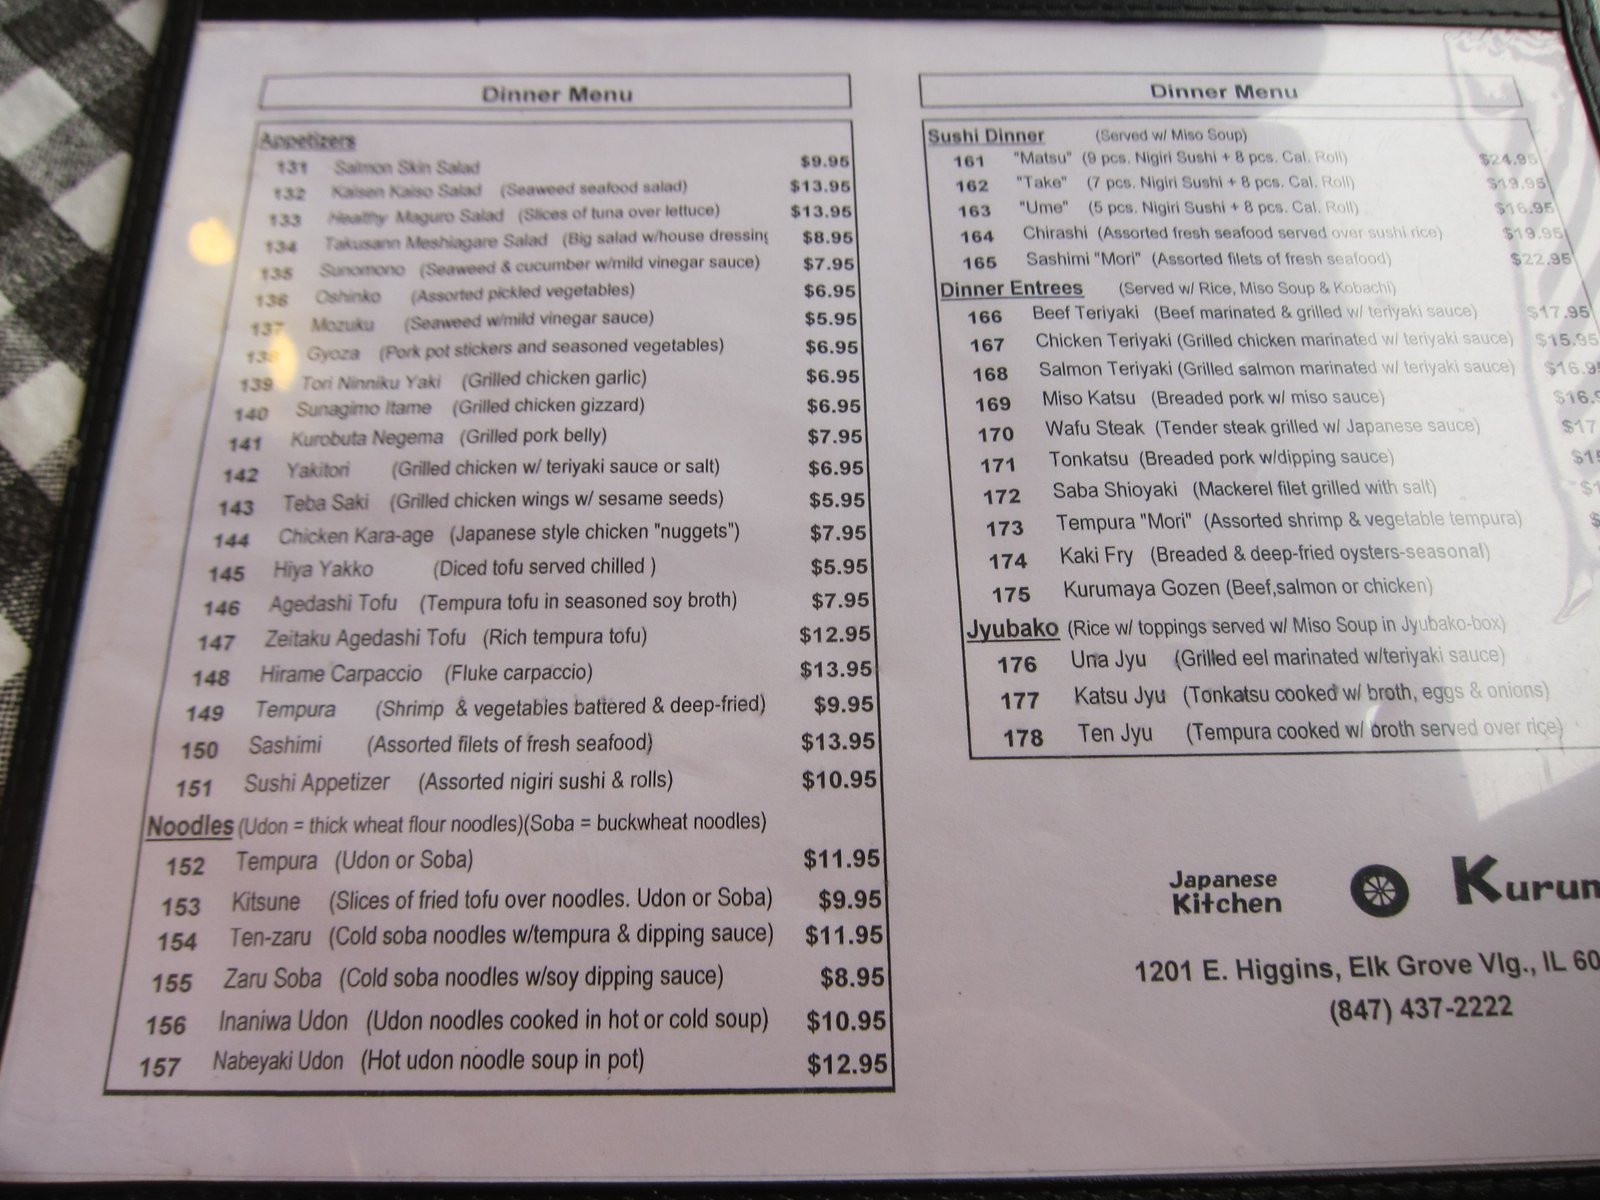 Dinner Menu
Appetizers
131 Salmon Skin Salad $9.95
132 Kaisen Kaiso Salad (Seaweed seafood salad) $13.95
133 Healthy Maguro Salad (Slices of tuna over lettuce) $13.95
134 Takusann Meshiagare Salad (Big salad w/house dressing $8.95
135 Sunomono (Seaweed & cucumber w/mild vinegar sauce) $7.95
136 Oshinko (Assorted pickled vegetables) $6.95
137 Mozuku (Seaweed w/mild vinegar sauce) $5.95
138 Gyoza (Pork pot stickers and seasoned vegetables) $6.95
139 Tori Ninniku Yaki (Grilled chicken garlic) $6.95
140 Sunagimo Itame (Grilled chicken gizzard) $6.95
141 Kurobuta Negema (Grilled pork belly) $7.95
142 Yakitori (Grilled chicken w/ teriyaki sauce or salt) $6.95
143 Teba Saki (Grilled chicken wings w/ sesame seeds) $5.95
144 Chicken Kara-age (Japanese style chicken "nuggets") $7.95
145 Hiya Yakko (Diced tofu served chilled ) $5.95
146 Agedashi Tofu (Tempura tofu in seasoned soy broth) $7.95
147 Zeitaku Agedashi Tofu (Rich tempura tofu) $12.95
148 Hirame Carpaccio (Fluke carpaccio) $13.95
149 Tempura (Shrimp & vegetables battered & deep-fried) $9.95
150 Sashimi (Assorted filets of fresh seafood) $13.95
151 Sushi Appetizer (Assorted nigiri sushi & rolls) $10.95
Noodles (Udon = thick wheat flour noodles)(Soba = buckwheat noodles)
152 Tempura (Udon or Soba) $11.95
153 Kitsune (Slices of fried tofu over noodles. Udon or Soba) $9.95
154 Ten-zaru (Cold soba noodles w/tempura & dipping sauce) $11.95
155 Zaru Soba (Cold soba noodles w/soy dipping sauce) $8.95
156 Inaniwa Udon (Udon noodles cooked in hot or cold soup) $10.95
157 Nabeyaki Udon (Hot udon noodle soup in pot) $12.95
Dinner Menu
Sushi Dinner (Served w/ Miso Soup)
161 "Matsu" (9 pcs. Nigiri Sushi + 8 pcs. Cal. Roll) $24.95
162 "Take" (7 pcs. Nigiri Sushi + 8 pcs. Cal. Roll) $19.95
163 "Ume" (5 pcs. Nigiri Sushi + 8 pcs. Cal. Roll) $16.95
164 Chirashi (Assorted fresh seafood served over sushi rice) $19.95
165 Sashimi "Mori" (Assorted filets of fresh seafood) $22.95
Dinner Entrees (Served w/ Rice, Miso Soup & Kobachi)
166 Beef Teriyaki (Beef marinated & grilled w/ teriyaki sauce) $17.95
167 Chicken Teriyaki (Grilled chicken marinated w/ teriyaki sauce) $15.95
168 Salmon Teriyaki (Grilled salmon marinated w/ teriyaki sauce) $16.9
169 Miso Katsu (Breaded pork w/ miso sauce) $16.
170 Wafu Steak (Tender steak grilled w/ Japanese sauce) $17
171 Tonkatsu (Breaded pork w/dipping sauce) $1
172 Saba Shioyaki (Mackerel filet grilled with salt) $1
173 Tempura "Mori" (Assorted shrimp & vegetable tempura) $
174 Kaki Fry (Breaded & deep-fried oysters-seasonal)
175 Kurumaya Gozen (Beef,salmon or chicken)
Jyubako (Rice w/ toppings served w/ Miso Soup in Jyubako-box)
176 Una Jyu (Grilled eel marinated w/teriyaki sauce)
177 Katsu Jyu (Tonkatsu cooked w/ broth, eggs & onions)
178 Ten Jyu (Tempura cooked w/ broth served over rice)
Japanese
Kitchen
Kurum
1201 E. Higgins, Elk Grove Vlg., IL 60
(847) 437-2222